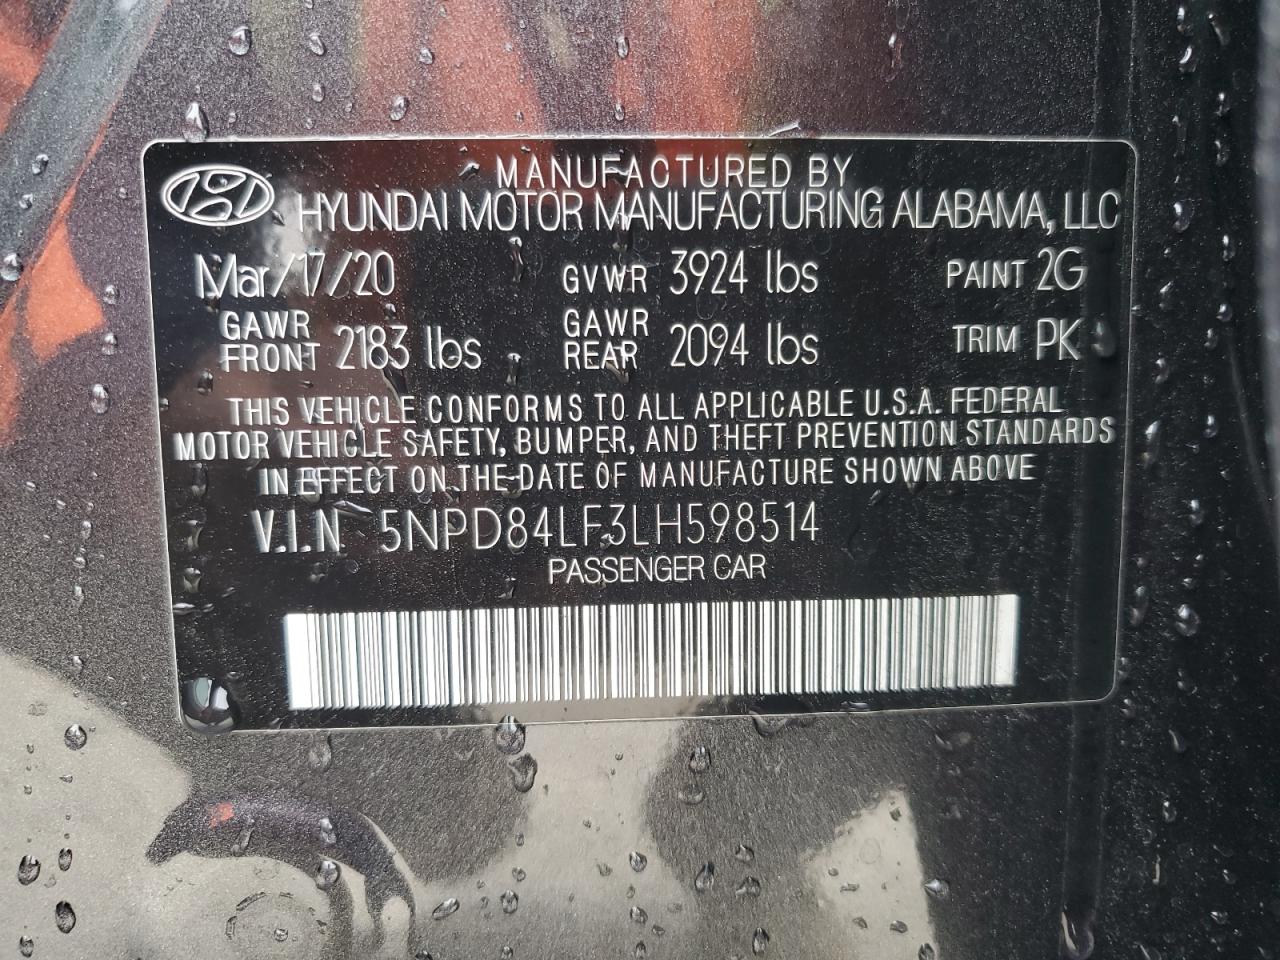 MANUFACTURED BY
HYUNDAI MOTOR MANUFACTURING ALABAMA, LLC
Mar/17/20 GVWR 3924 lbs PAINT 2G
GAWR FRONT 2183 lbs GAWR REAR 2094 lbs TRIM PK
THIS VEHICLE CONFORMS TO ALL APPLICABLE U.S.A. FEDERAL
MOTOR VEHICLE SAFETY, BUMPER, AND THEFT PREVENTION STANDARDS
IN EFFECT ON THE DATE OF MANUFACTURE SHOWN ABOVE
V.I.N 5NPD84LF3LH598514
PASSENGER CAR